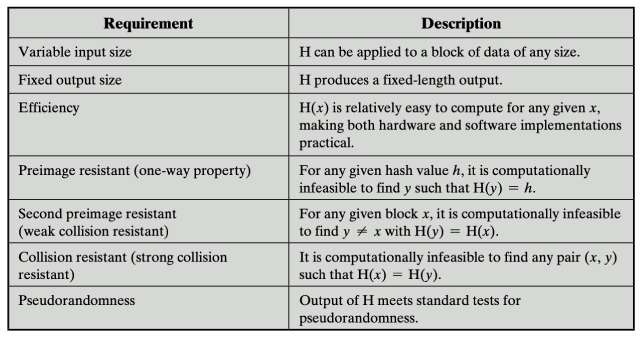 Requirement Description
Variable input size H can be applied to a block of data of any size.
Fixed output size H produces a fixed-length output.
Efficiency H(x) is relatively easy to compute for any given x,
making both hardware and software implementations
practical.
Preimage resistant (one-way property) For any given hash value h, it is computationally
infeasible to find y such that H(y) = h.
Second preimage resistant For any given block x, it is computationally infeasible
(weak collision resistant) to find y ≠ x with H(y) = H(x).
Collision resistant (strong collision It is computationally infeasible to find any pair (x, y)
resistant) such that H(x) = H(y).
Pseudorandomness Output of H meets standard tests for
pseudorandomness.